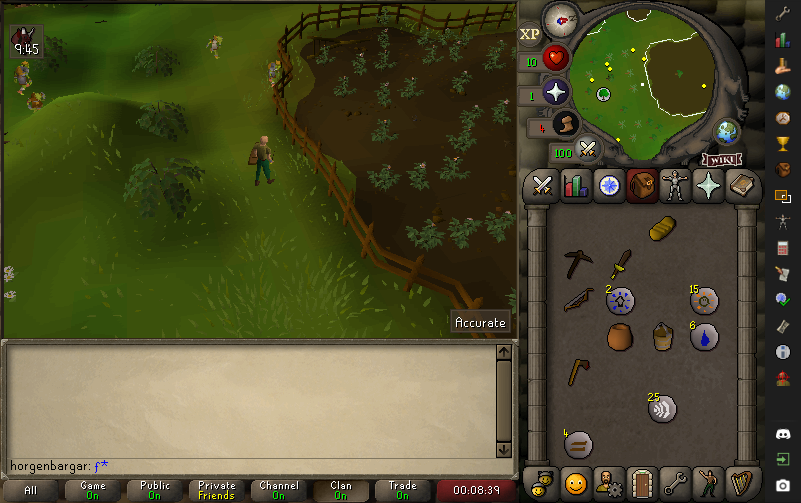 9:45
XP
10
1
4
100
WIKI
2
15
6
25
4
Accurate
horgenbargar: ƒ*
All
Game
On
Public
On
Private
Friends
Channel
On
Clan
On
Trade
On
00:08:39